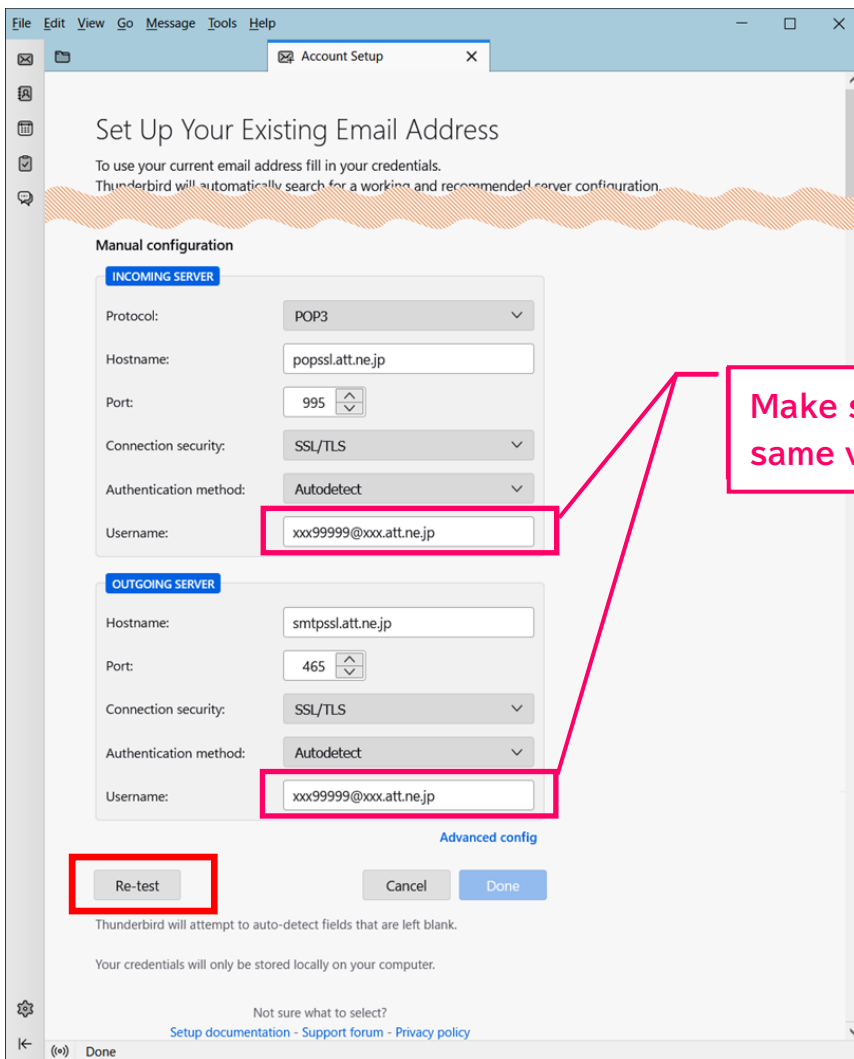 File Edit View Go Message Tools Help
Account Setup
Set Up Your Existing Email Address
To use your current email address fill in your credentials.
Thunderbird will automatically search for a working and recommended server configuration.
Manual configuration
INCOMING SERVER
Protocol: POP3
Hostname: popssl.att.ne.jp
Port: 995
Connection security: SSL/TLS
Authentication method: Autodetect
Username: xxx99999@xxx.att.ne.jp
Make s
same v
OUTGOING SERVER
Hostname: smtpssl.att.ne.jp
Port: 465
Connection security: SSL/TLS
Authentication method: Autodetect
Username: xxx99999@xxx.att.ne.jp
Advanced config
Re-test Cancel Done
Thunderbird will attempt to auto-detect fields that are left blank.
Your credentials will only be stored locally on your computer.
Not sure what to select?
Setup documentation - Support forum - Privacy policy
Done